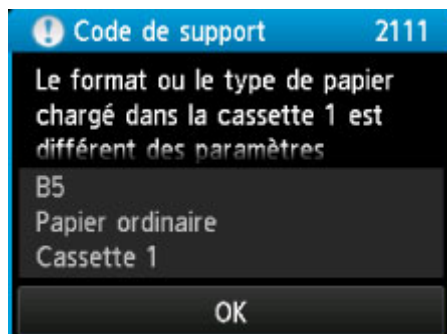 Code de support 2111
Le format ou le type de papier
chargé dans la cassette 1 est
différent des paramètres
B5
Papier ordinaire
Cassette 1
OK